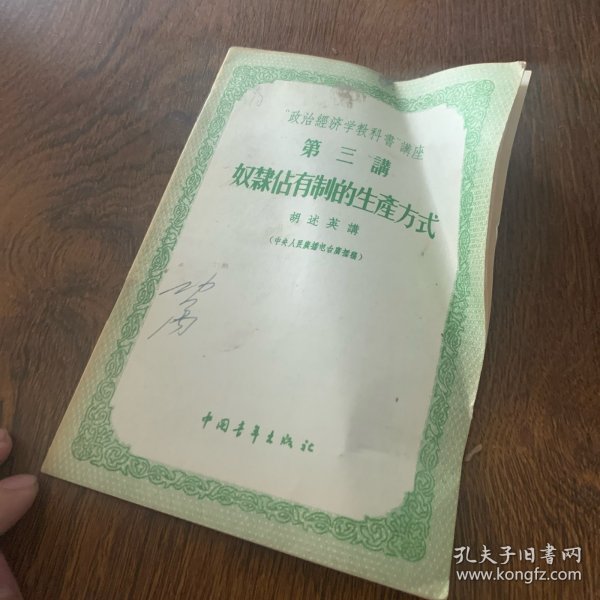 “政治經济学教科書”講座
第三講
奴隸佔有制的生產方式
胡述英講
(中央人民廣播电台廣播稿)
中国青年出版社
孔夫子旧書网
www.kongfz.com